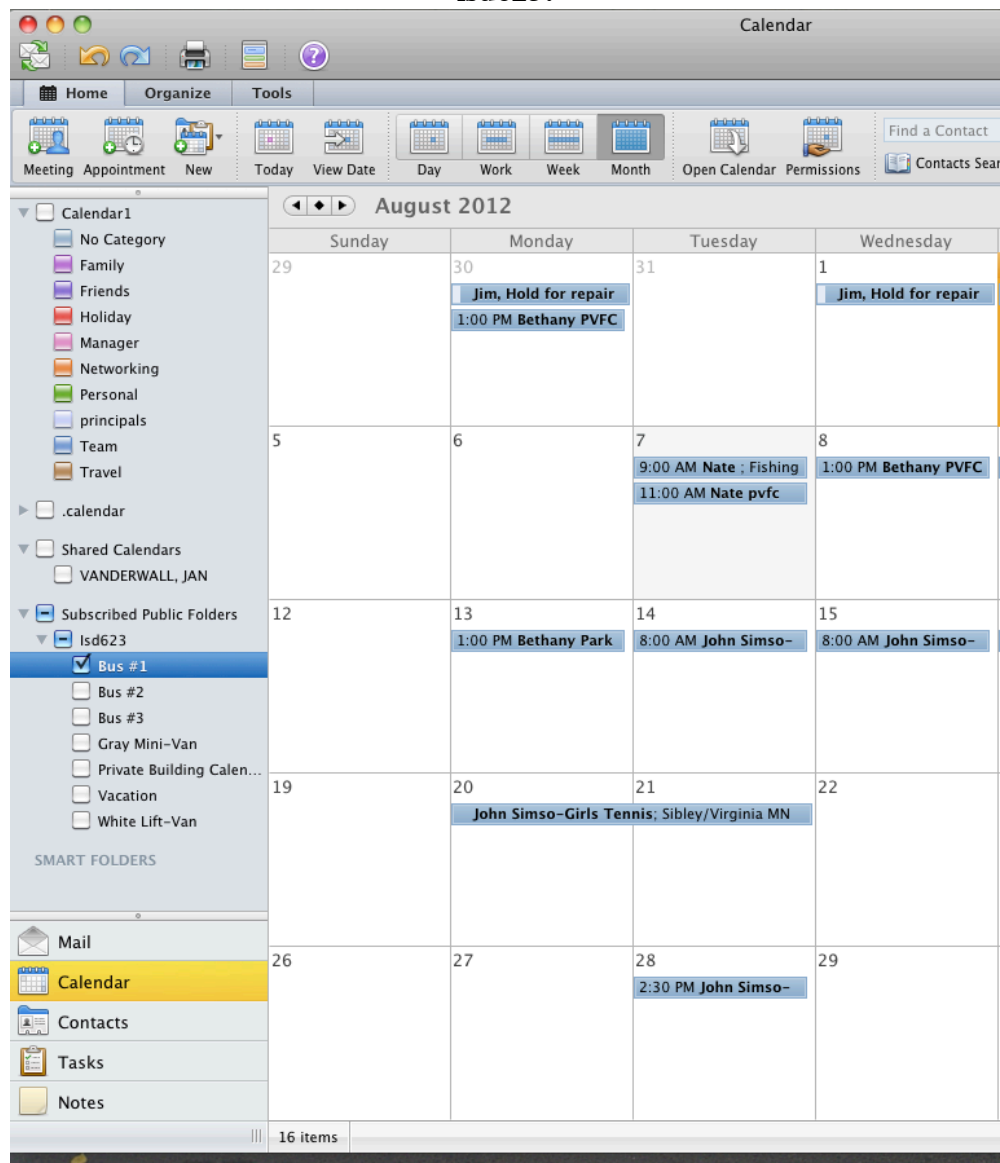 Calendar
Home Organize Tools
Meeting Appointment New Today View Date Day Work Week Month Open Calendar Permissions
Find a Contact
Contacts Sear
Calendar1
No Category
Family
Friends
Holiday
Manager
Networking
Personal
principals
Team
Travel
.calendar
Shared Calendars
VANDERWALL, JAN
Subscribed Public Folders
Isd623
Bus #1
Bus #2
Bus #3
Gray Mini-Van
Private Building Calen...
Vacation
White Lift-Van
SMART FOLDERS
Mail
Calendar
Contacts
Tasks
Notes
August 2012
Sunday Monday Tuesday Wednesday
29 30 31 1
Jim, Hold for repair Jim, Hold for repair
1:00 PM Bethany PVFC
5 6 7 8
9:00 AM Nate ; Fishing 1:00 PM Bethany PVFC
11:00 AM Nate pvfc
12 13 14 15
1:00 PM Bethany Park 8:00 AM John Simso- 8:00 AM John Simso-
19 20 21 22
John Simso-Girls Tennis; Sibley/Virginia MN
26 27 28 29
2:30 PM John Simso-
16 items